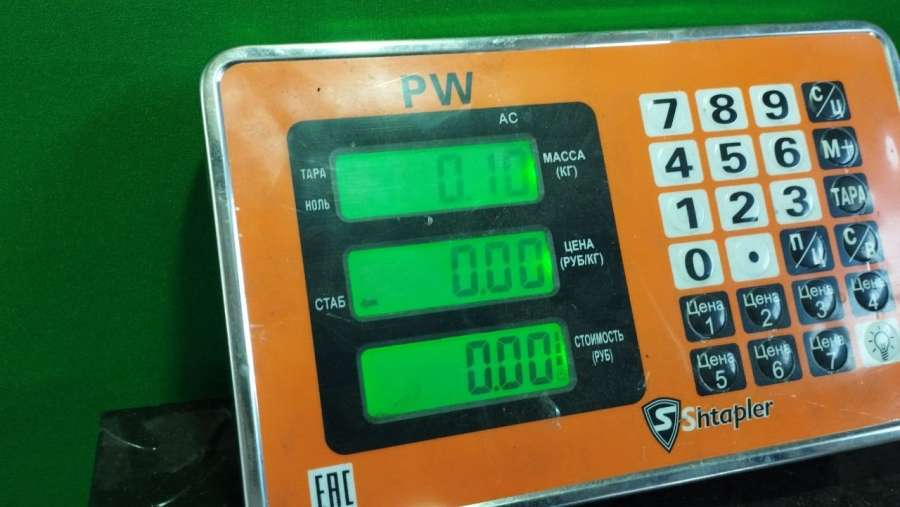 PW
AC
ТАРА
НОЛЬ
0.10
МАССА
(КГ)
СТАБ
0.00
ЦЕНА
(РУБ/КГ)
0.00
СТОИМОСТЬ
(РУБ)
7 8 9 С/Ц
4 5 6 М+
1 2 3 ТАРА
0 . П/Ц
Цена 1 Цена 2 Цена 3 Цена 4
Цена 5 Цена 6 Цена 7
Shtapler
EAC